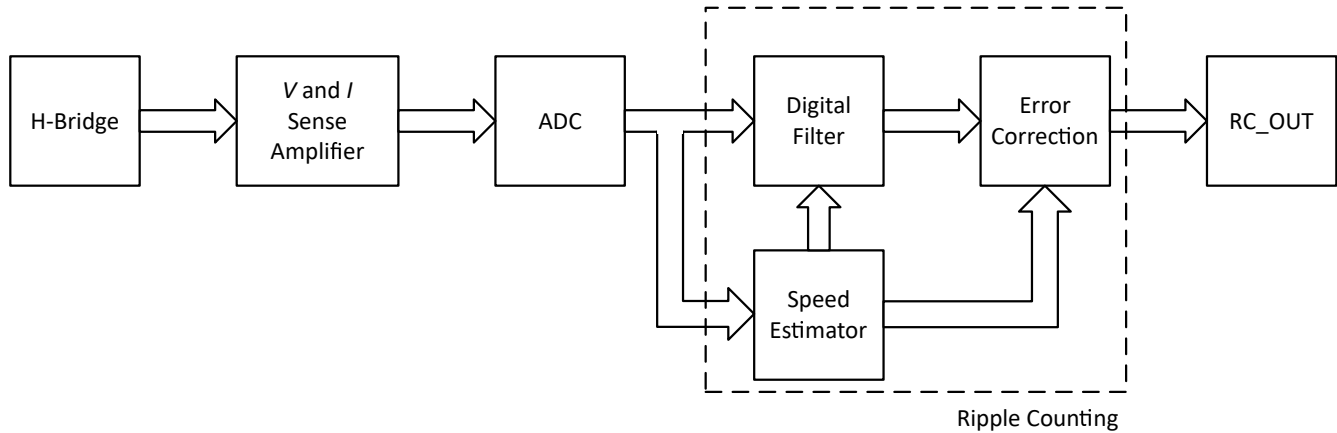 H-Bridge
V and I
Sense
Amplifier
ADC
Digital
Filter
Error
Correction
RC_OUT
Speed
Estimator
Ripple Counting